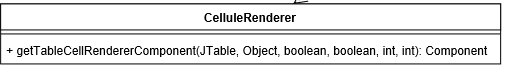 CelluleRenderer
+ getTableCellRendererComponent(JTable, Object, boolean, boolean, int, int): Component